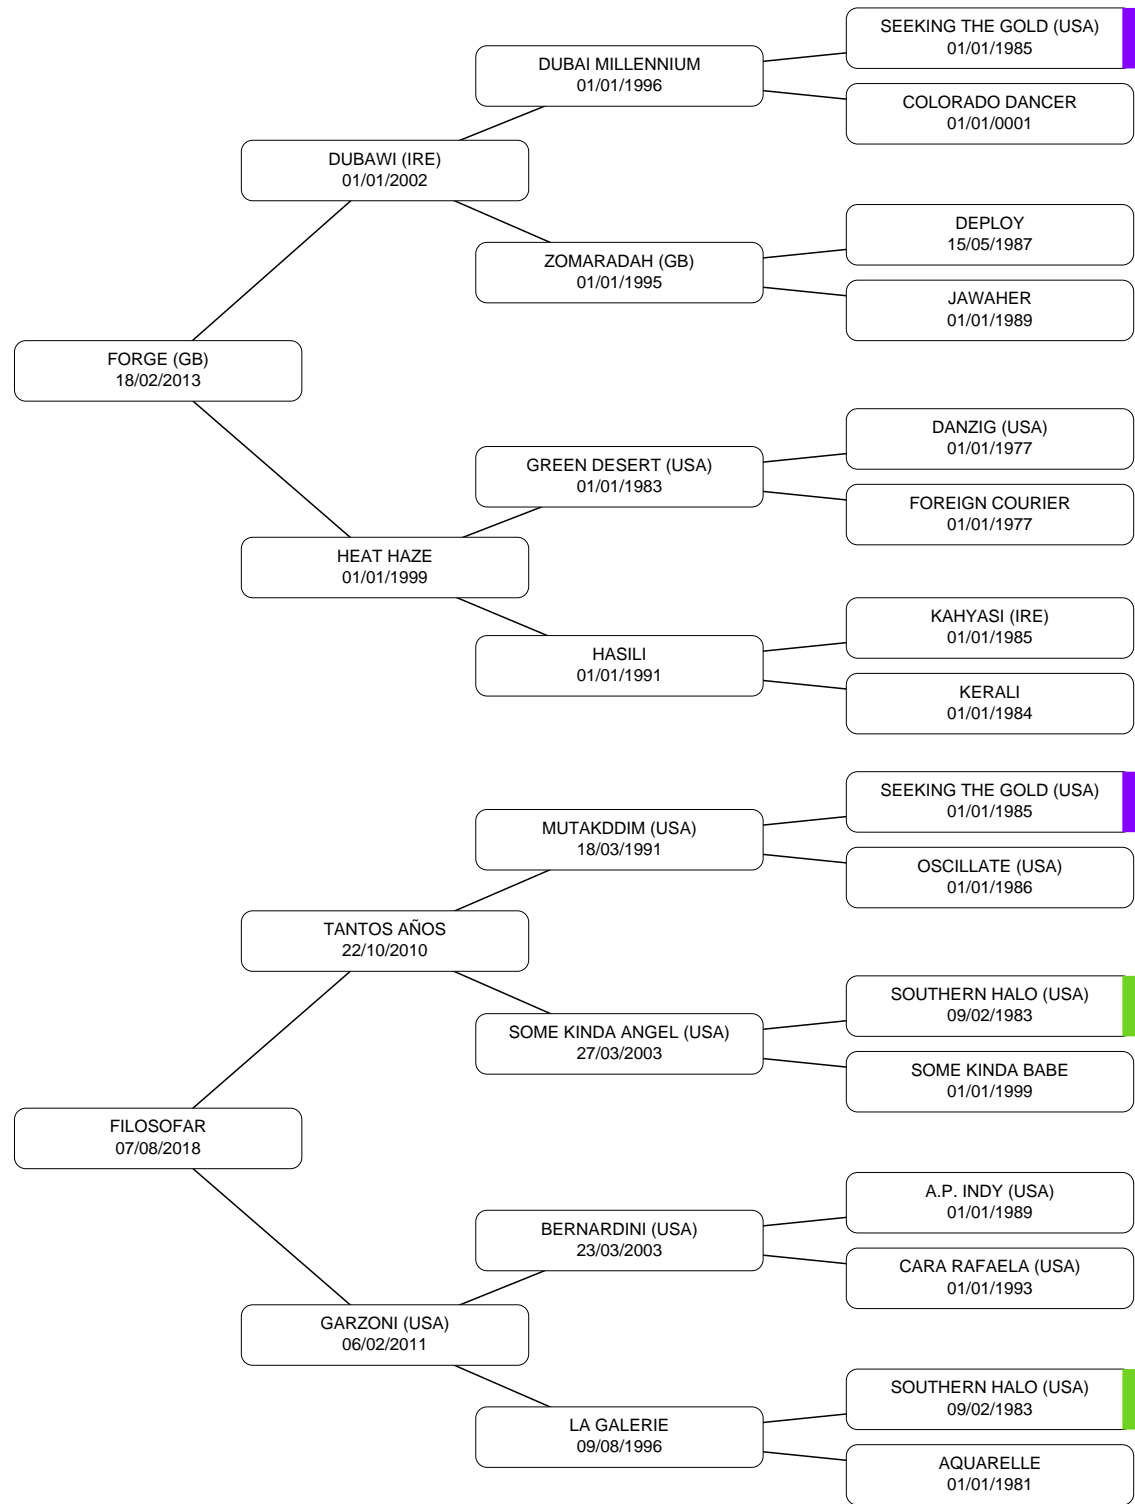 SEEKING THE GOLD (USA)
01/01/1985
DUBAI MILLENNIUM
01/01/1996
COLORADO DANCER
01/01/0001
DUBAWI (IRE)
01/01/2002
DEPLOY
15/05/1987
ZOMARADAH (GB)
01/01/1995
JAWAHER
01/01/1989
FORGE (GB)
18/02/2013
DANZIG (USA)
01/01/1977
GREEN DESERT (USA)
01/01/1983
FOREIGN COURIER
01/01/1977
HEAT HAZE
01/01/1999
KAHYASI (IRE)
01/01/1985
HASILI
01/01/1991
KERALI
01/01/1984
SEEKING THE GOLD (USA)
01/01/1985
MUTAKDDIM (USA)
18/03/1991
OSCILLATE (USA)
01/01/1986
TANTOS AÑOS
22/10/2010
SOUTHERN HALO (USA)
09/02/1983
SOME KINDA ANGEL (USA)
27/03/2003
SOME KINDA BABE
01/01/1999
FILOSOFAR
07/08/2018
A.P. INDY (USA)
01/01/1989
BERNARDINI (USA)
23/03/2003
CARA RAFAELA (USA)
01/01/1993
GARZONI (USA)
06/02/2011
SOUTHERN HALO (USA)
09/02/1983
LA GALERIE
09/08/1996
AQUARELLE
01/01/1981